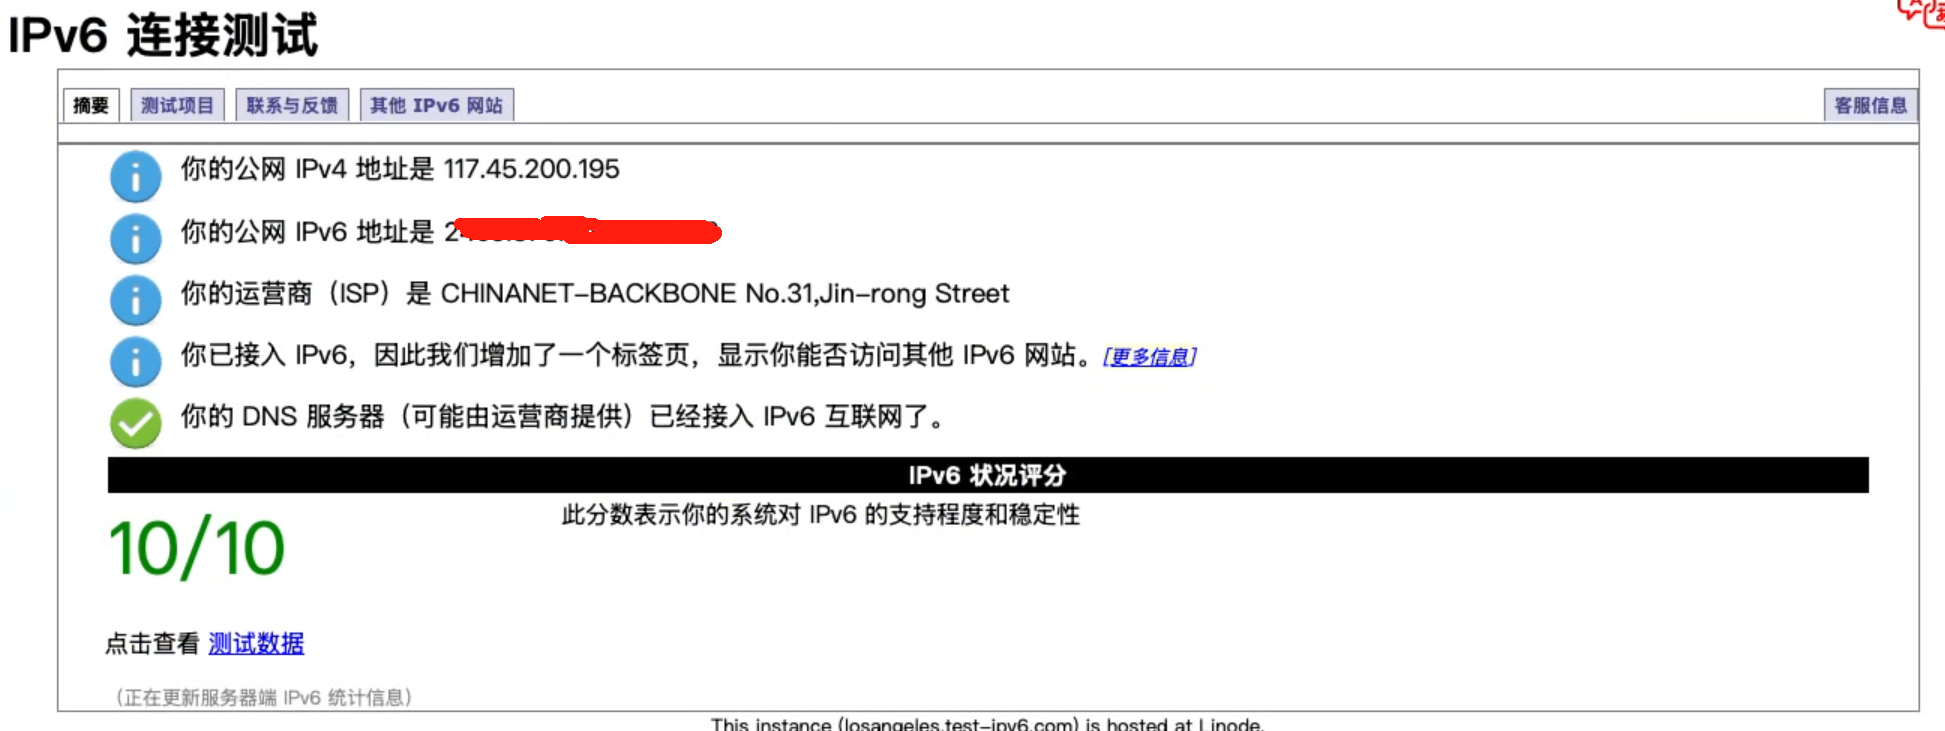 IPv6 连接测试
摘要 测试项目 联系与反馈 其他 IPv6 网站 客服信息
你的公网 IPv4 地址是 117.45.200.195
你的公网 IPv6 地址是 2
你的运营商（ISP）是 CHINANET-BACKBONE No.31,Jin-rong Street
你已接入 IPv6，因此我们增加了一个标签页，显示你能否访问其他 IPv6 网站。[更多信息]
你的 DNS 服务器（可能由运营商提供）已经接入 IPv6 互联网了。
IPv6 状况评分
此分数表示你的系统对 IPv6 的支持程度和稳定性
10/10
点击查看 测试数据
（正在更新服务器端 IPv6 统计信息）
This instance (losangeles.test-ipv6.com) is hosted at Linode.